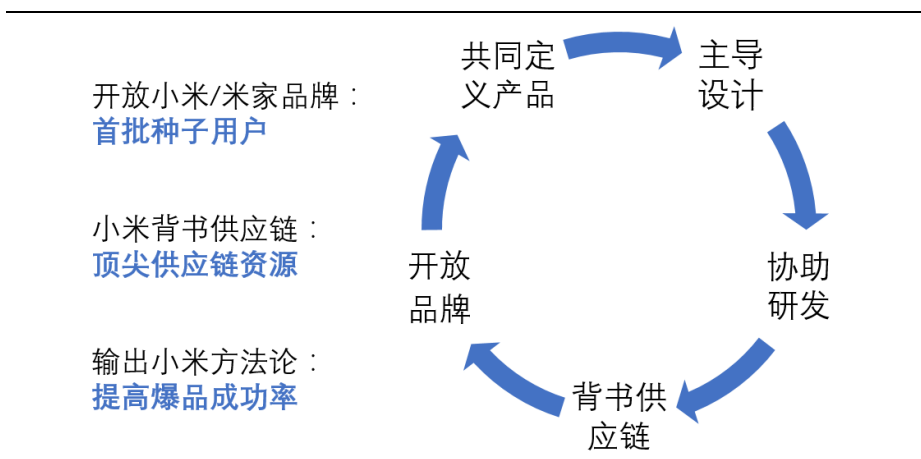 开放小米/米家品牌：
首批种子用户
小米背书供应链：
顶尖供应链资源
输出小米方法论：
提高爆品成功率
共同定
义产品
主导
设计
协助
研发
背书供
应链
开放
品牌